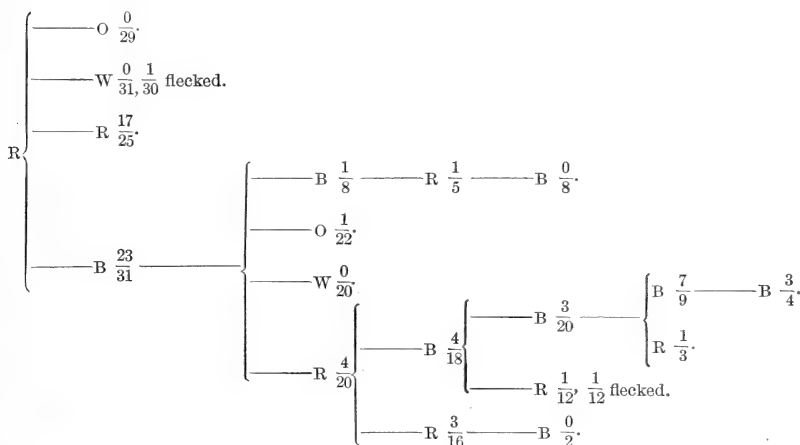 O 0/29.
W 0/31, 1/30 flecked.
R 17/25.
R
B 1/8 R 1/5 B 0/8.
O 1/22.
B 23/31
W 0/20.
B 7/9 B 3/4.
B 3/20
B 4/18
R 1/3.
R 4/20
R 1/12, 1/12 flecked.
R 3/16 B 0/2.